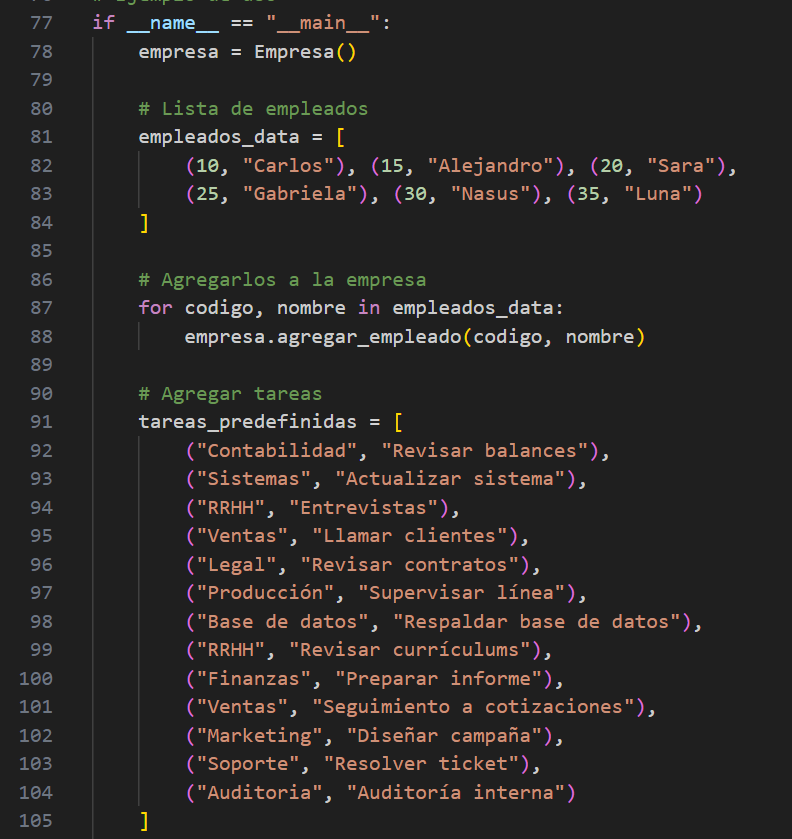 77 if __name__ == "__main__":
78     empresa = Empresa()
79
80     # Lista de empleados
81     empleados_data = [
82         (10, "Carlos"), (15, "Alejandro"), (20, "Sara"),
83         (25, "Gabriela"), (30, "Nasus"), (35, "Luna")
84     ]
85
86     # Agregarlos a la empresa
87     for codigo, nombre in empleados_data:
88         empresa.agregar_empleado(codigo, nombre)
89
90     # Agregar tareas
91     tareas_predefinidas = [
92         ("Contabilidad", "Revisar balances"),
93         ("Sistemas", "Actualizar sistema"),
94         ("RRHH", "Entrevistas"),
95         ("Ventas", "Llamar clientes"),
96         ("Legal", "Revisar contratos"),
97         ("Producción", "Supervisar línea"),
98         ("Base de datos", "Respaldar base de datos"),
99         ("RRHH", "Revisar currículums"),
100         ("Finanzas", "Preparar informe"),
101         ("Ventas", "Seguimiento a cotizaciones"),
102         ("Marketing", "Diseñar campaña"),
103         ("Soporte", "Resolver ticket"),
104         ("Auditoria", "Auditoría interna")
105     ]